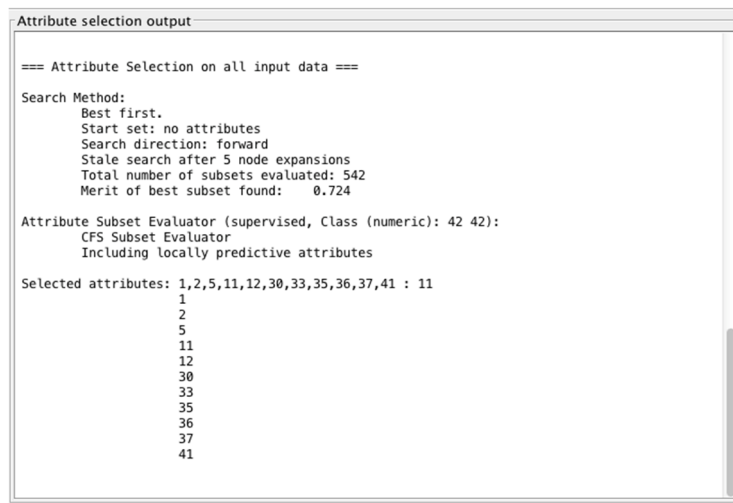 Attribute selection output
=== Attribute Selection on all input data ===
Search Method:
Best first.
Start set: no attributes
Search direction: forward
Stale search after 5 node expansions
Total number of subsets evaluated: 542
Merit of best subset found:    0.724
Attribute Subset Evaluator (supervised, Class (numeric): 42 42):
CFS Subset Evaluator
Including locally predictive attributes
Selected attributes: 1,2,5,11,12,30,33,35,36,37,41 : 11
1
2
5
11
12
30
33
35
36
37
41